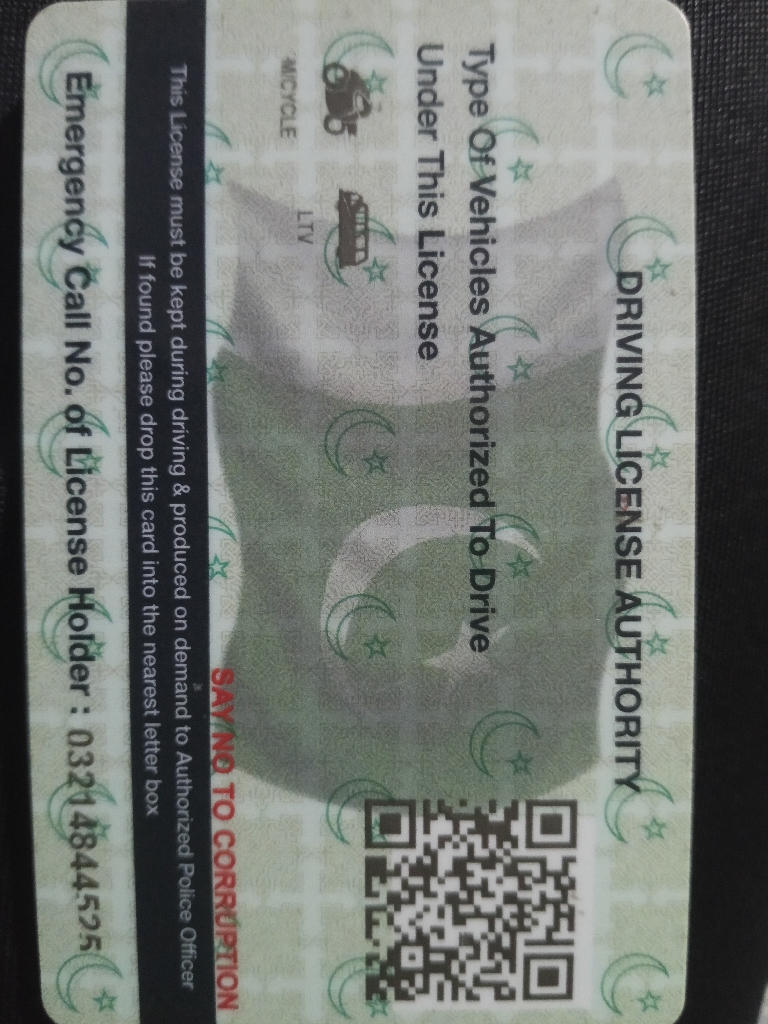 DRIVING LICENSE AUTHORITY
Type Of Vehicles Authorized To Drive
Under This License
M/CYCLE
LTV
SAY NO TO CORRUPTION
This License must be kept during driving & produced on demand to Authorized Police Officer
If found please drop this card into the nearest letter box
Emergency Call No. of License Holder : 03214844525